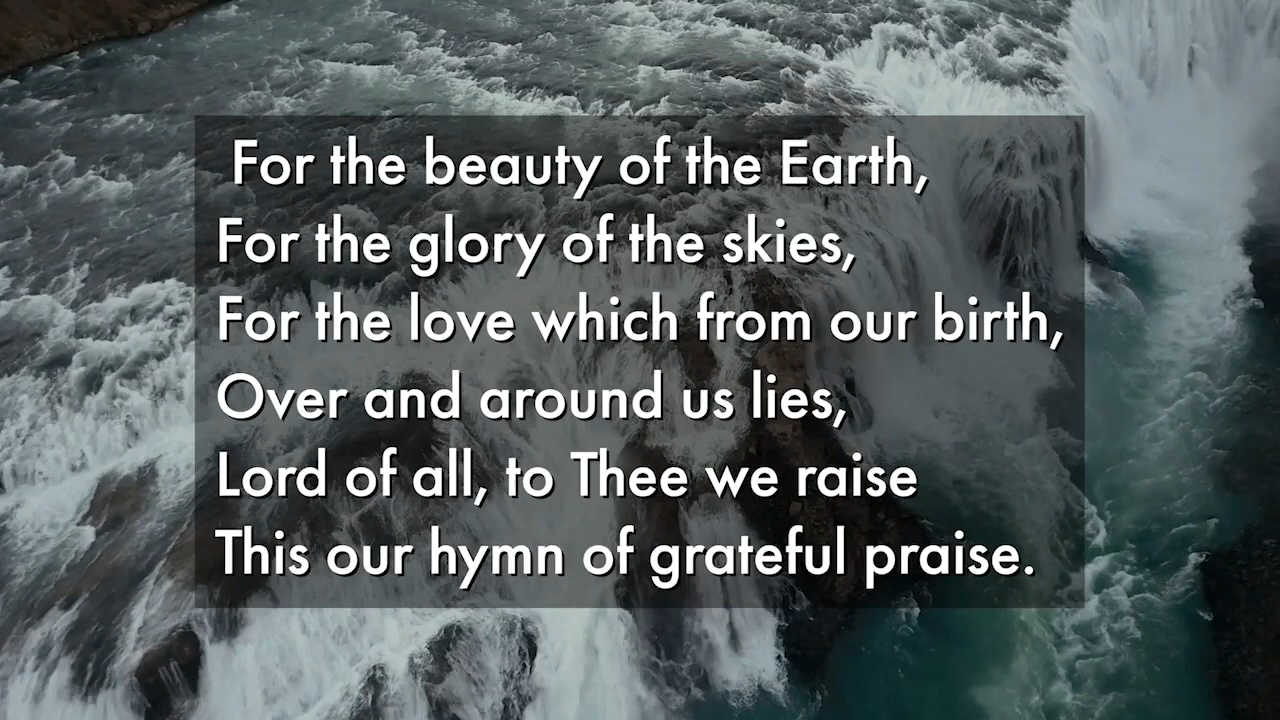 For the beauty of the Earth,
For the glory of the skies,
For the love which from our birth,
Over and around us lies,
Lord of all, to Thee we raise
This our hymn of grateful praise.